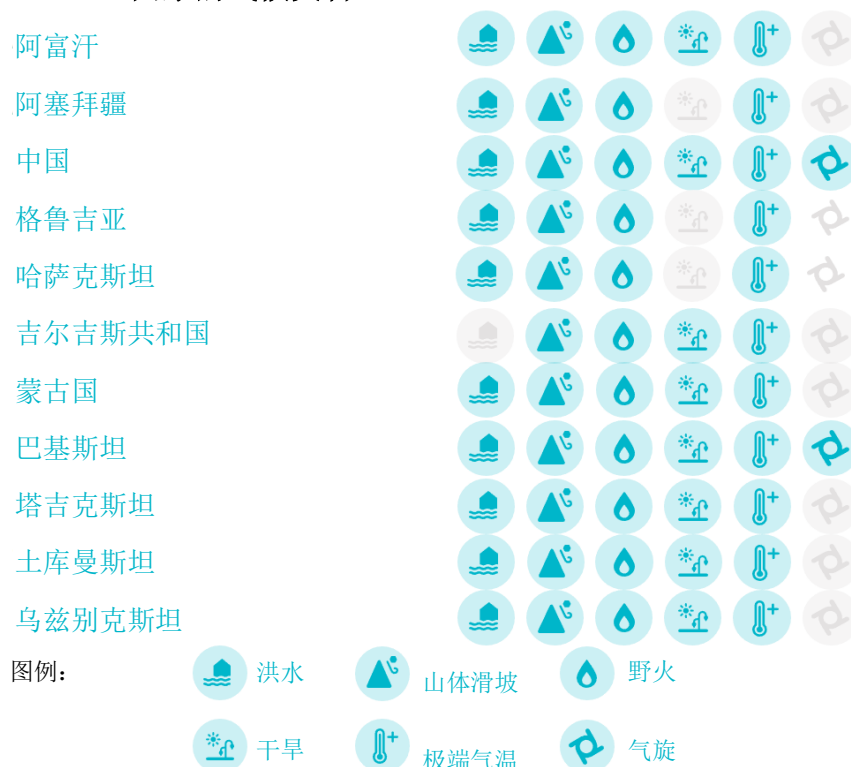 阿富汗
阿塞拜疆
中国
格鲁吉亚
哈萨克斯坦
吉尔吉斯共和国
蒙古国
巴基斯坦
塔吉克斯坦
土库曼斯坦
乌兹别克斯坦
图例： 洪水 山体滑坡 野火
干旱 极端气温 气旋